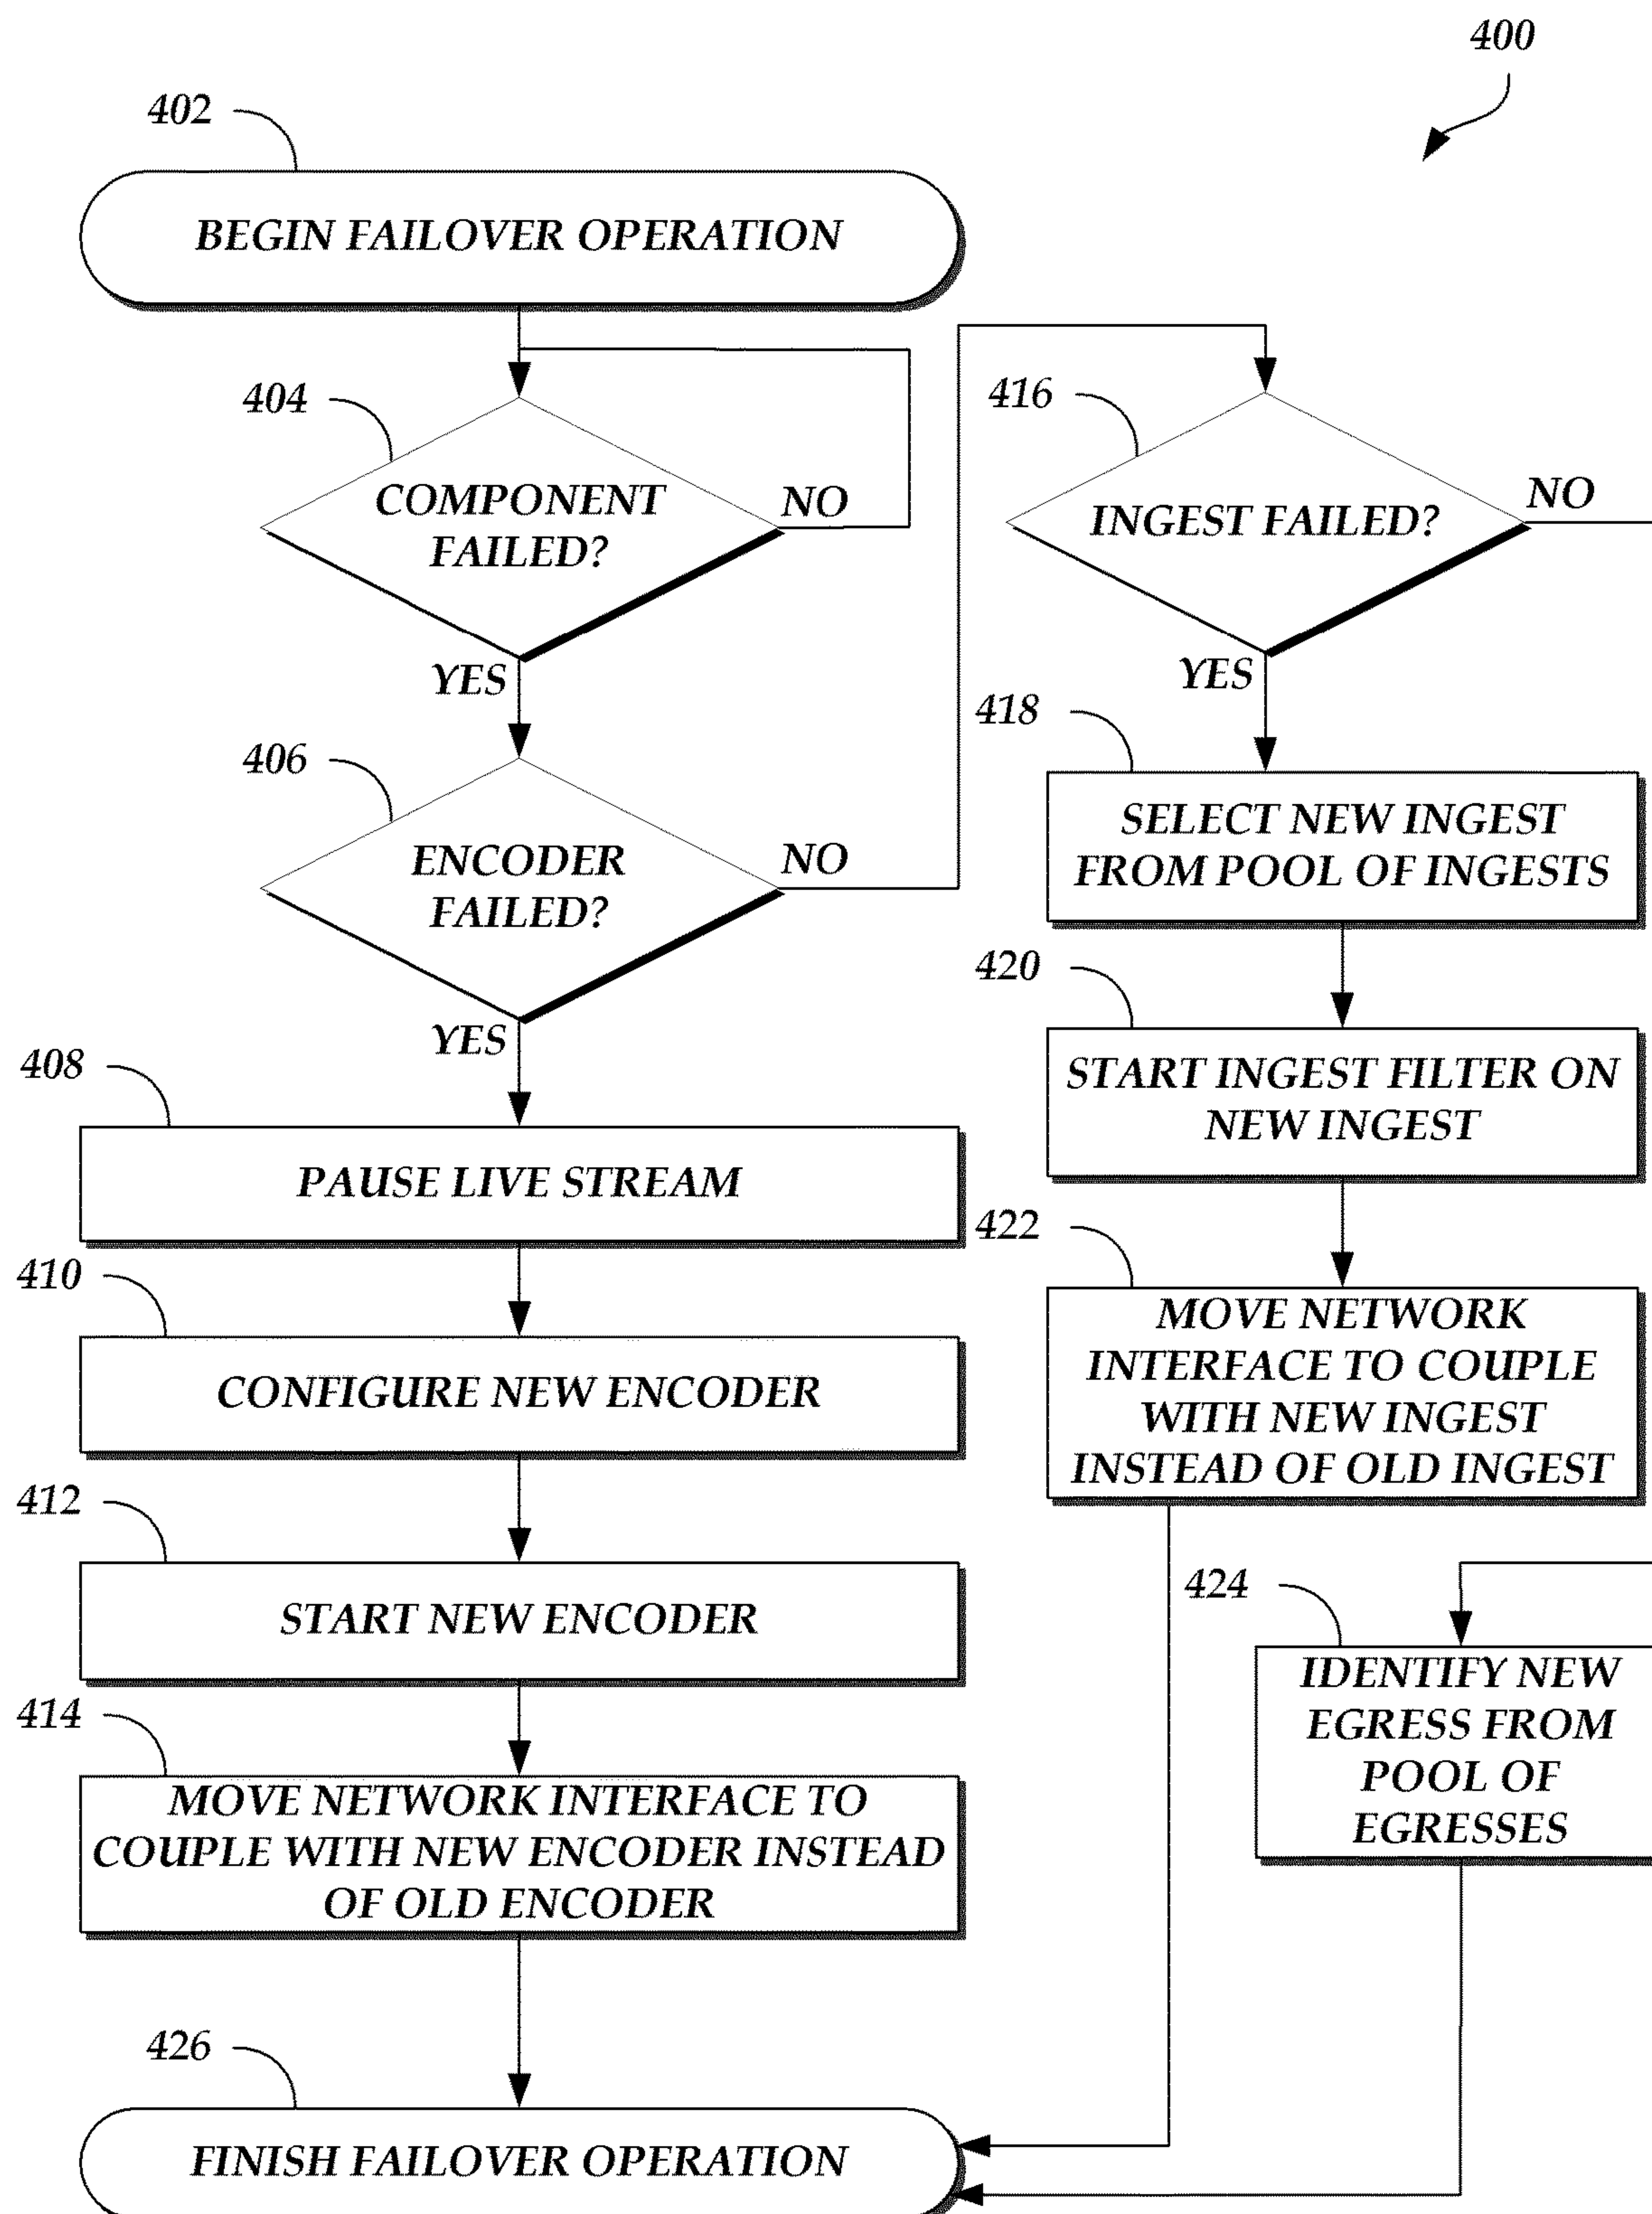 400
402
BEGIN FAILOVER OPERATION
404
COMPONENT
FAILED?
NO
YES
406
ENCODER
FAILED?
NO
YES
408
PAUSE LIVE STREAM
410
CONFIGURE NEW ENCODER
412
START NEW ENCODER
414
MOVE NETWORK INTERFACE TO
COUPLE WITH NEW ENCODER INSTEAD
OF OLD ENCODER
416
INGEST FAILED?
NO
YES
418
SELECT NEW INGEST
FROM POOL OF INGESTS
420
START INGEST FILTER ON
NEW INGEST
422
MOVE NETWORK
INTERFACE TO COUPLE
WITH NEW INGEST
INSTEAD OF OLD INGEST
424
IDENTIFY NEW
EGRESS FROM
POOL OF
EGRESSES
426
FINISH FAILOVER OPERATION